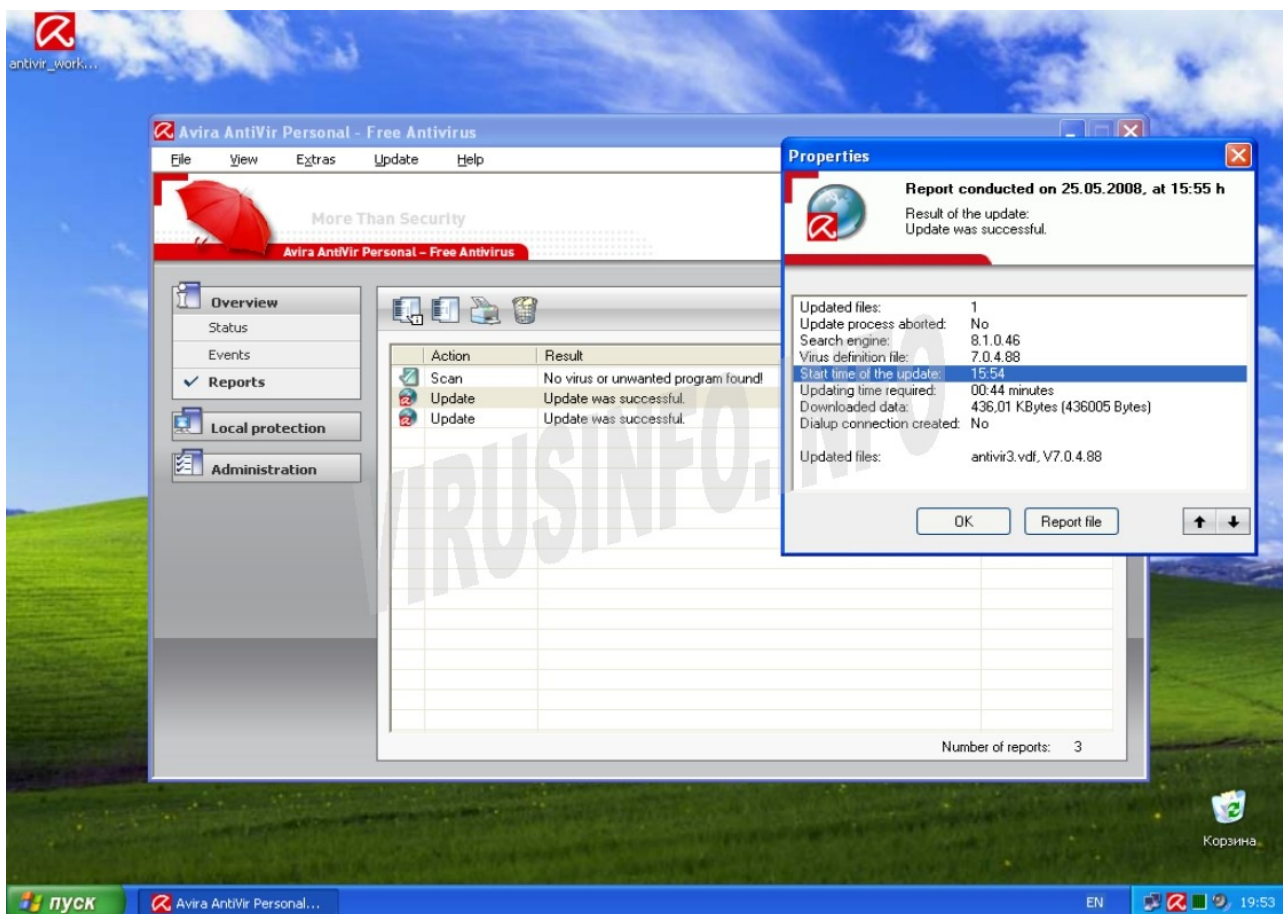 antivir_work...
Avira AntiVir Personal - Free Antivirus
File View Extras Update Help
More Than Security
Avira AntiVir Personal – Free Antivirus
Overview
Status
Events
Reports
Local protection
Administration
Action Result
Scan No virus or unwanted program found!
Update Update was successful.
Update Update was successful.
Number of reports: 3
Properties
Report conducted on 25.05.2008, at 15:55 h
Result of the update:
Update was successful.
Updated files: 1
Update process aborted: No
Search engine: 8.1.0.46
Virus definition file: 7.0.4.88
Start time of the update: 15:54
Updating time required: 00:44 minutes
Downloaded data: 436,01 KBytes (436005 Bytes)
Dialup connection created: No
Updated files: antivir3.vdf, V7.0.4.88
OK Report file
VIRUSINFO.INFO
Корзина
пуск Avira AntiVir Personal... EN 19:53